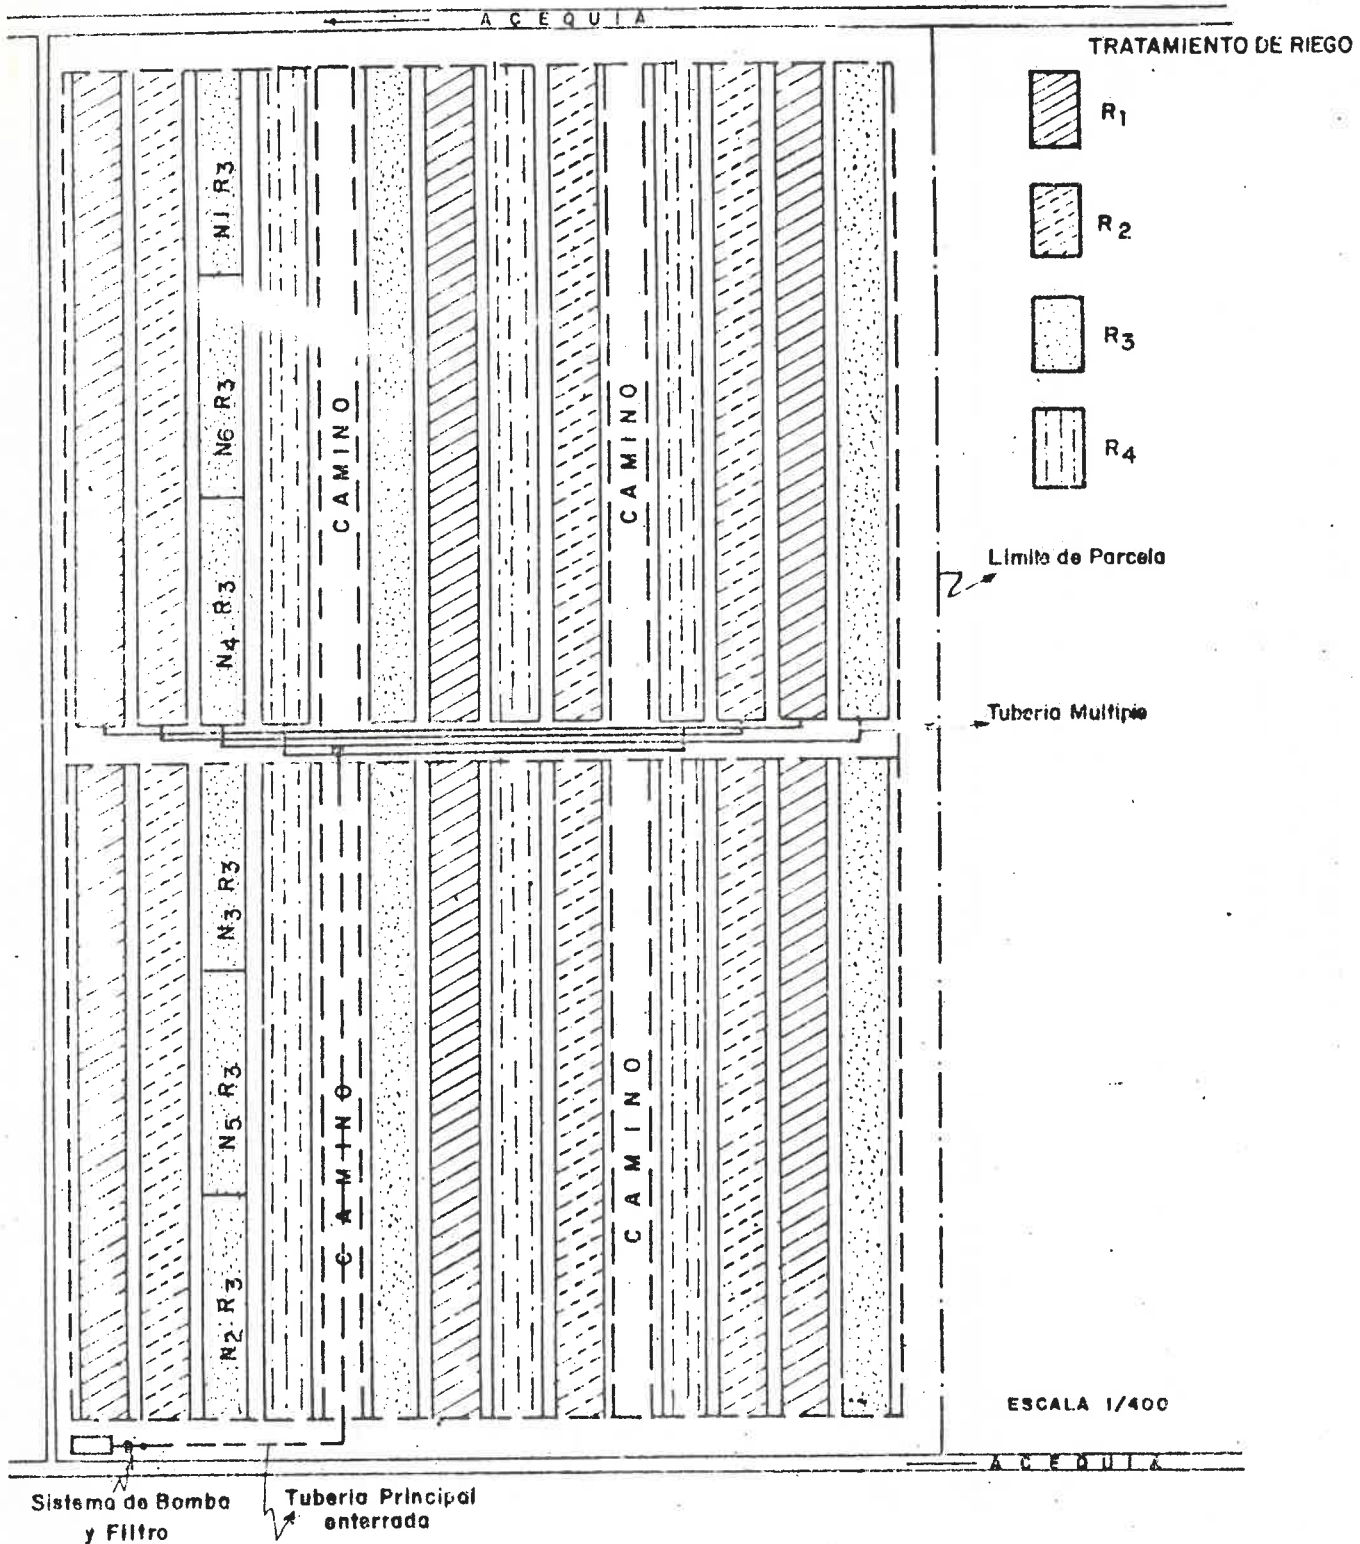 ACEQUIA
TRATAMIENTO DE RIEGO
R1
R2
R3
R4
N1 R3
N6 R3
N4-R3
CAMINO
CAMINO
Límite de Parcela
Tuberia Multiple
N3 R3
N5 R3
N2-R3
CAMINO
CAMINO
ESCALA 1/400
ACEQUIA
Sistema de Bomba
y Filtro
Tuberia Principal
enterrada